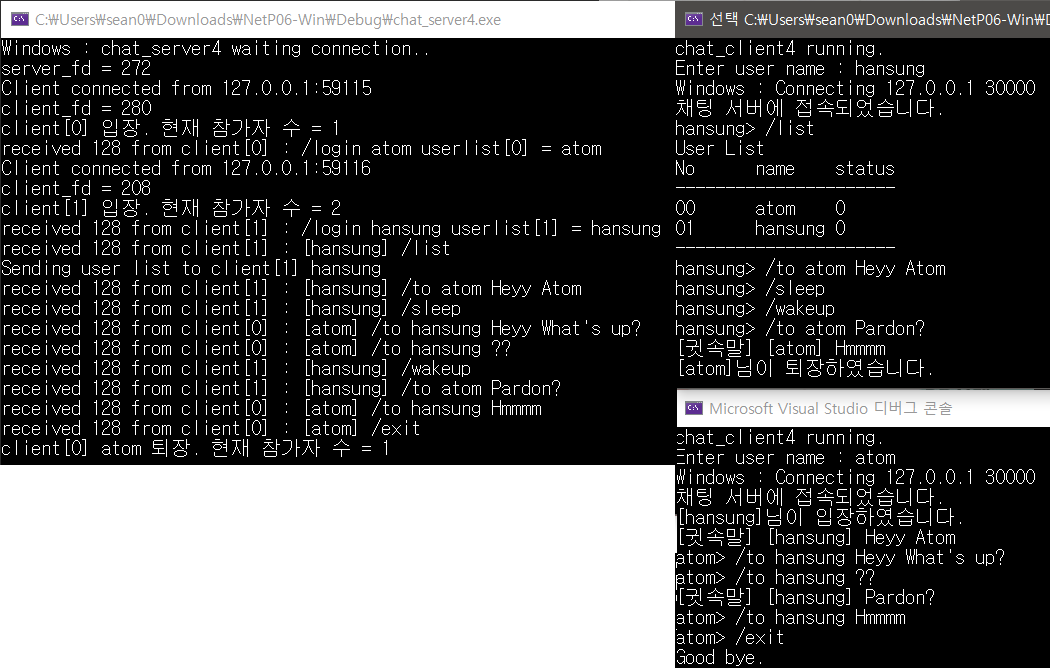 C:\Users\sean0\Downloads\NetP06-Win\Debug\chat_server4.exe
Windows : chat_server4 waiting connection..
server_fd = 272
Client connected from 127.0.0.1:59115
client_fd = 280
client[0] 입장. 현재 참가자 수 = 1
received 128 from client[0] : /login atom userlist[0] = atom
Client connected from 127.0.0.1:59116
client_fd = 208
client[1] 입장. 현재 참가자 수 = 2
received 128 from client[1] : /login hansung userlist[1] = hansung
received 128 from client[1] : [hansung] /list
Sending user list to client[1] hansung
received 128 from client[1] : [hansung] /to atom Heyy Atom
received 128 from client[1] : [hansung] /sleep
received 128 from client[0] : [atom] /to hansung Heyy What's up?
received 128 from client[0] : [atom] /to hansung ??
received 128 from client[1] : [hansung] /wakeup
received 128 from client[1] : [hansung] /to atom Pardon?
received 128 from client[0] : [atom] /to hansung Hmmmm
received 128 from client[0] : [atom] /exit
client[0] atom 퇴장. 현재 참가자 수 = 1
선택 C:\Users\sean0\Downloads\NetP06-Win\D
chat_client4 running.
Enter user name : hansung
Windows : Connecting 127.0.0.1 30000
채팅 서버에 접속되었습니다.
hansung> /list
User List
No      name    status
----------------------
00      atom    0
01      hansung 0
----------------------
hansung> /to atom Heyy Atom
hansung> /sleep
hansung> /wakeup
hansung> /to atom Pardon?
[귓속말] [atom] Hmmmm
[atom]님이 퇴장하였습니다.
Microsoft Visual Studio 디버그 콘솔
chat_client4 running.
Enter user name : atom
Windows : Connecting 127.0.0.1 30000
채팅 서버에 접속되었습니다.
[hansung]님이 입장하였습니다.
[귓속말] [hansung] Heyy Atom
atom> /to hansung Heyy What's up?
atom> /to hansung ??
[귓속말] [hansung] Pardon?
atom> /to hansung Hmmmm
atom> /exit
Good bye.